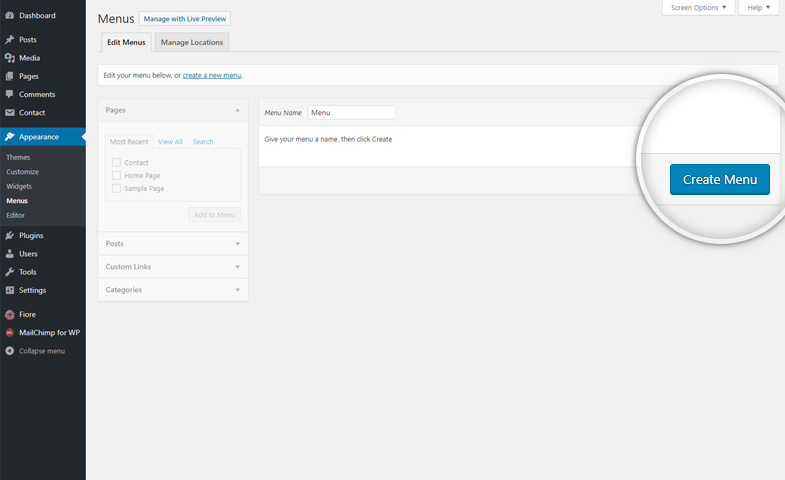 Dashboard
Posts
Media
Pages
Comments
Contact
Appearance
Themes
Customize
Widgets
Menus
Editor
Plugins
Users
Tools
Settings
Fiore
MailChimp for WP
Collapse menu
Screen Options ▼ Help ▼
Menus Manage with Live Preview
Edit Menus Manage Locations
Edit your menu below, or create a new menu.
Pages
Most Recent View All Search
Contact
Home Page
Sample Page
Add to Menu
Posts
Custom Links
Categories
Menu Name Menu
Give your menu a name, then click Create
Create Menu